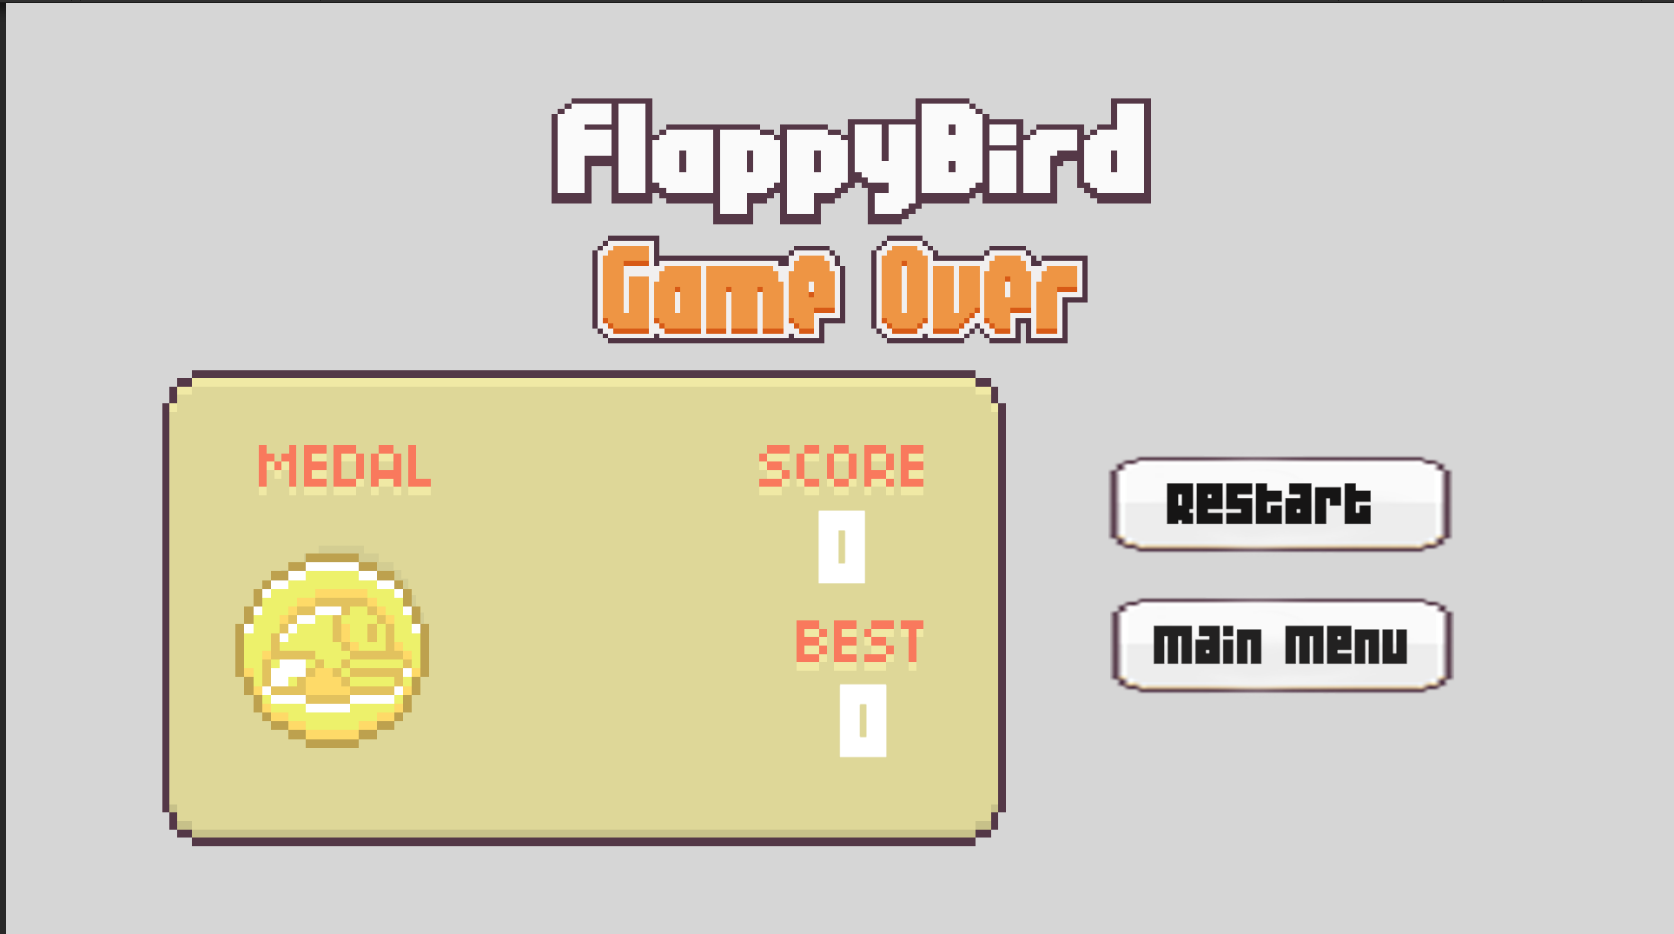 FlappyBird
Game Over
MEDAL
SCORE
0
BEST
0
Restart
Main Menu